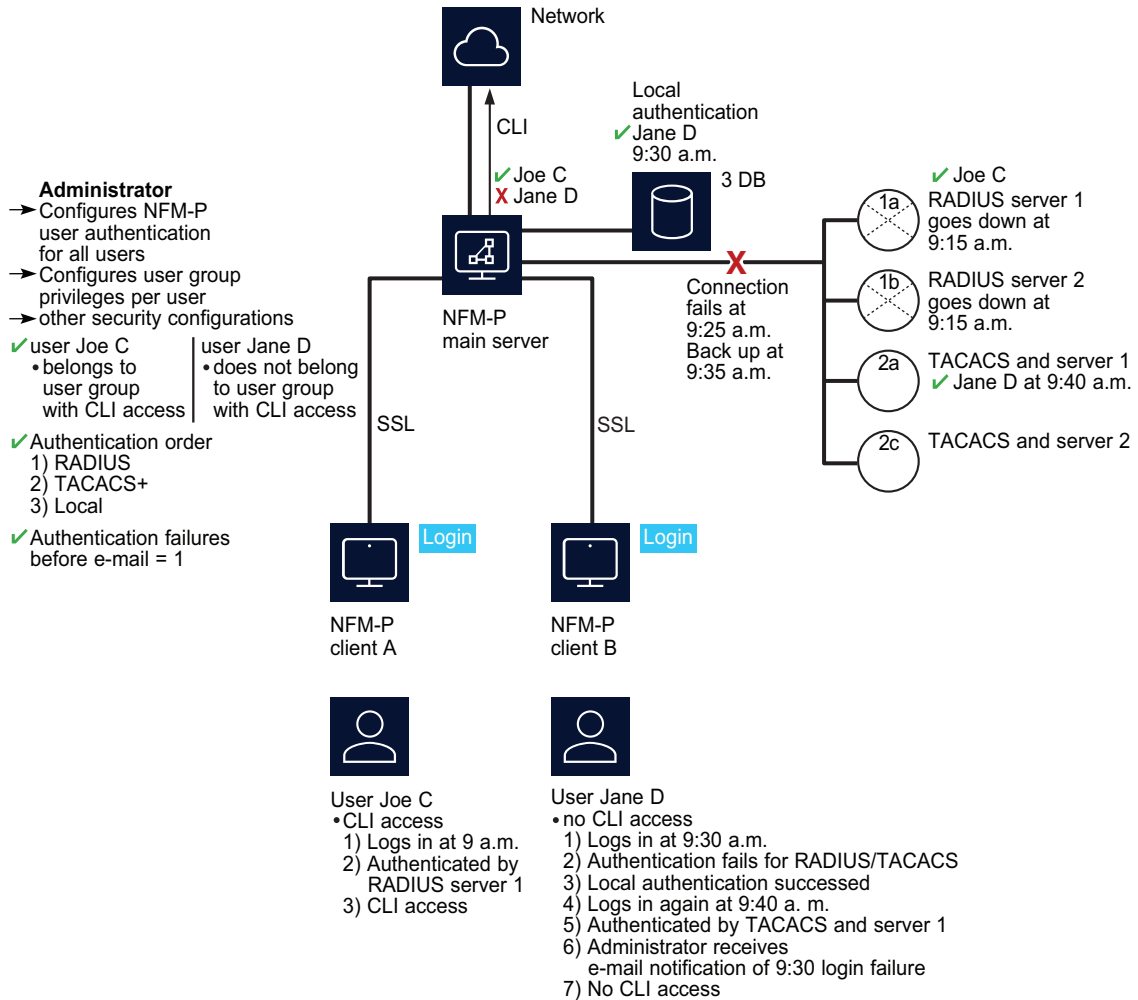 Network
CLI
✔ Joe C
X Jane D
Local
authentication
✔ Jane D
9:30 a.m.
3 DB
Administrator
→ Configures NFM-P
user authentication
for all users
→ Configures user group
privileges per user
→ other security configurations
✔ user Joe C
• belongs to
user group
with CLI access
user Jane D
• does not belong
to user group
with CLI access
✔ Authentication order
1) RADIUS
2) TACACS+
3) Local
✔ Authentication failures
before e-mail = 1
NFM-P
main server
X
Connection
fails at
9:25 a.m.
Back up at
9:35 a.m.
✔ Joe C
1a
RADIUS server 1
goes down at
9:15 a.m.
1b
RADIUS server 2
goes down at
9:15 a.m.
2a
TACACS and server 1
✔ Jane D at 9:40 a.m.
2c
TACACS and server 2
SSL
SSL
Login
Login
NFM-P
client A
NFM-P
client B
User Joe C
• CLI access
1) Logs in at 9 a.m.
2) Authenticated by
RADIUS server 1
3) CLI access
User Jane D
• no CLI access
1) Logs in at 9:30 a.m.
2) Authentication fails for RADIUS/TACACS
3) Local authentication successed
4) Logs in again at 9:40 a. m.
5) Authenticated by TACACS and server 1
6) Administrator receives
e-mail notification of 9:30 login failure
7) No CLI access